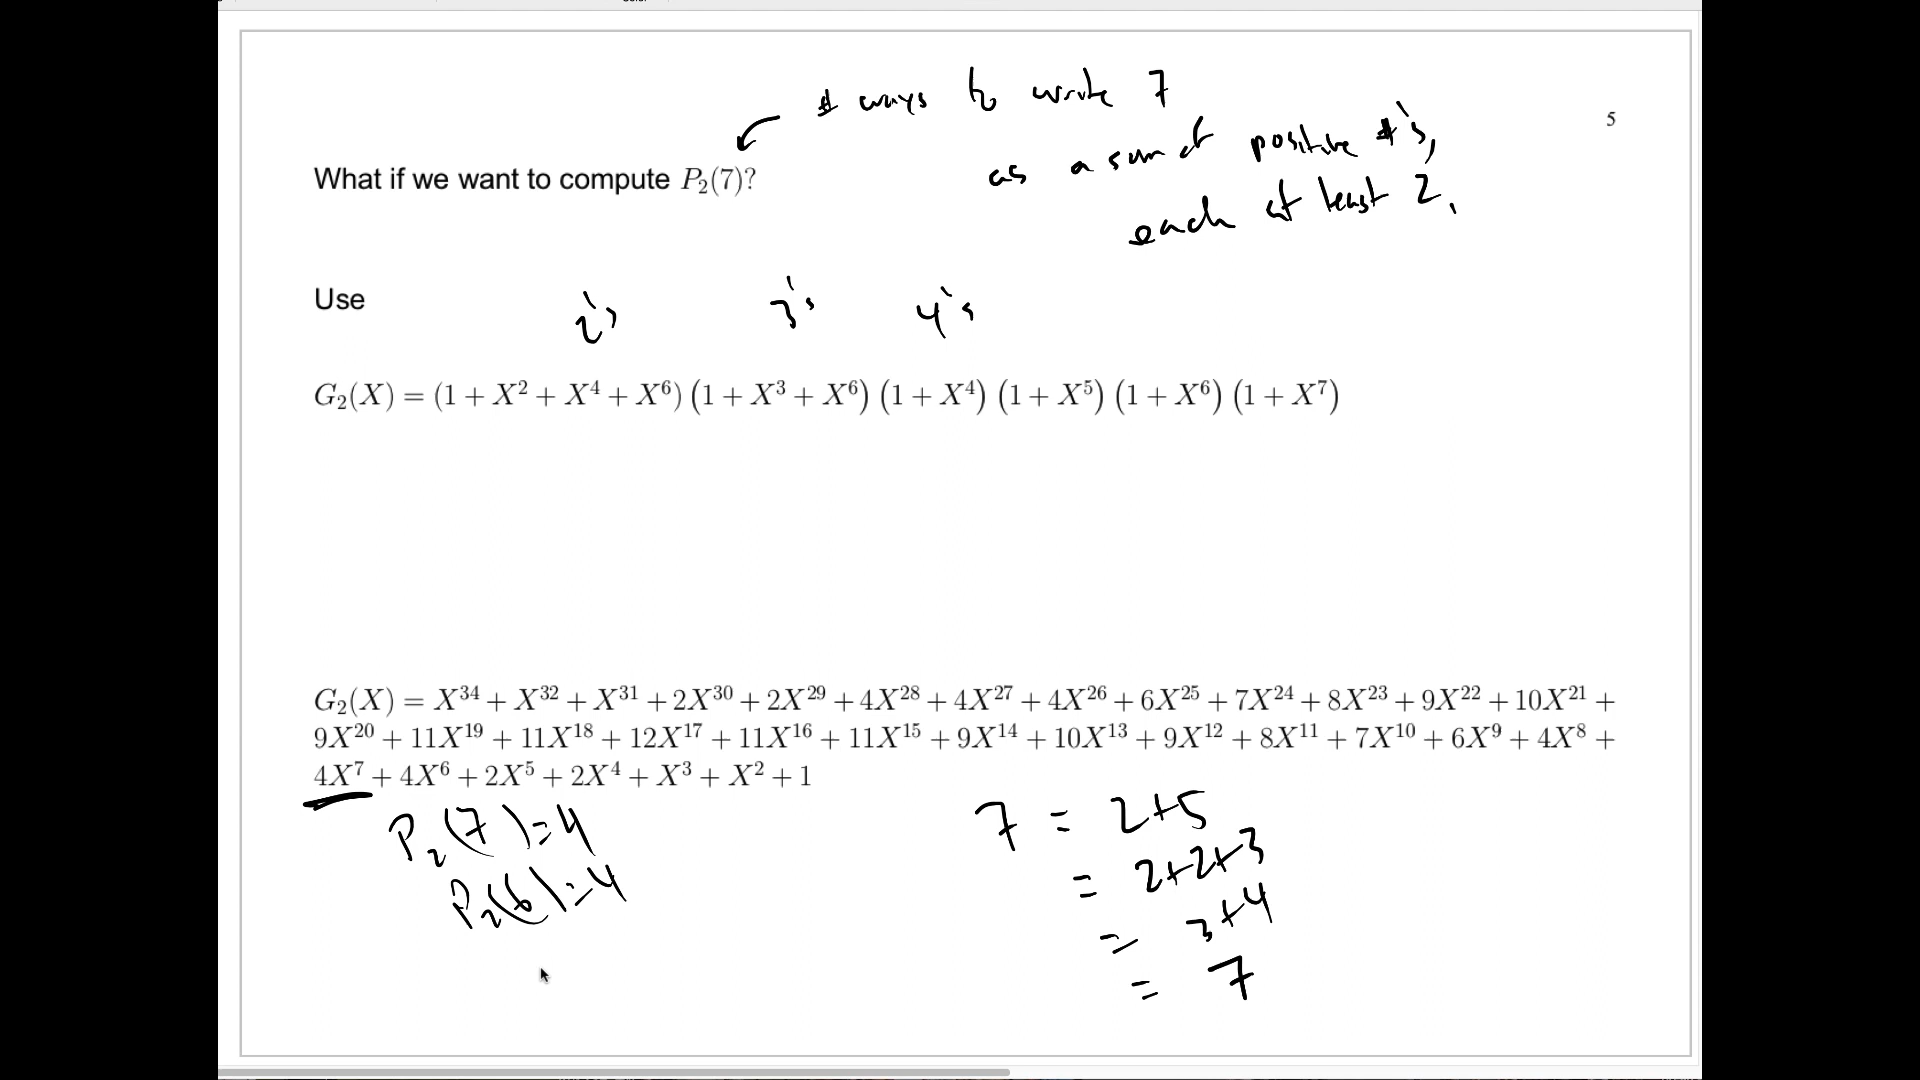 # ways to write 7
5
as a sum of positive #'s,
What if we want to compute P₂(7)?
each at least 2.
Use
2's 3's 4's
G₂(X) = (1 + X² + X⁴ + X⁶) (1 + X³ + X⁶) (1 + X⁴) (1 + X⁵) (1 + X⁶) (1 + X⁷)
G₂(X) = X³⁴ + X³² + X³¹ + 2X³⁰ + 2X²⁹ + 4X²⁸ + 4X²⁷ + 4X²⁶ + 6X²⁵ + 7X²⁴ + 8X²³ + 9X²² + 10X²¹ +
9X²⁰ + 11X¹⁹ + 11X¹⁸ + 12X¹⁷ + 11X¹⁶ + 11X¹⁵ + 9X¹⁴ + 10X¹³ + 9X¹² + 8X¹¹ + 7X¹⁰ + 6X⁹ + 4X⁸ +
4X⁷ + 4X⁶ + 2X⁵ + 2X⁴ + X³ + X² + 1
P₂(7)=4
P₂(6)=4
7 = 2+5
= 2+2+3
= 3+4
= 7